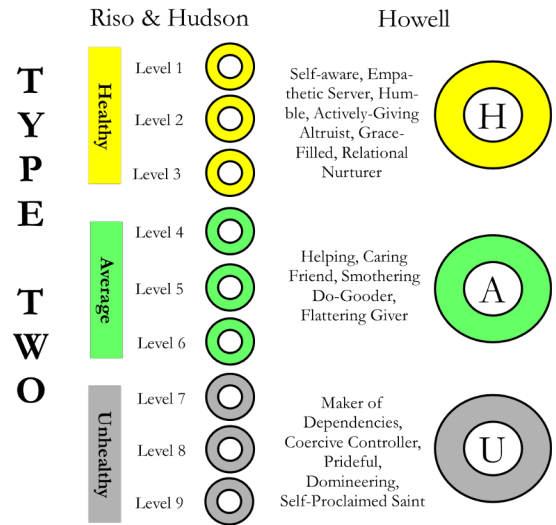 Riso & Hudson
Howell
TYPE TWO
Healthy
Level 1
Level 2
Level 3
Self-aware, Empa-
thetic Server, Hum-
ble, Actively-Giving
Altruist, Grace-
Filled, Relational
Nurturer
H
Average
Level 4
Level 5
Level 6
Helping, Caring
Friend, Smothering
Do-Gooder,
Flattering Giver
A
Unhealthy
Level 7
Level 8
Level 9
Maker of
Dependencies,
Coercive Controller,
Prideful,
Domineering,
Self-Proclaimed Saint
U